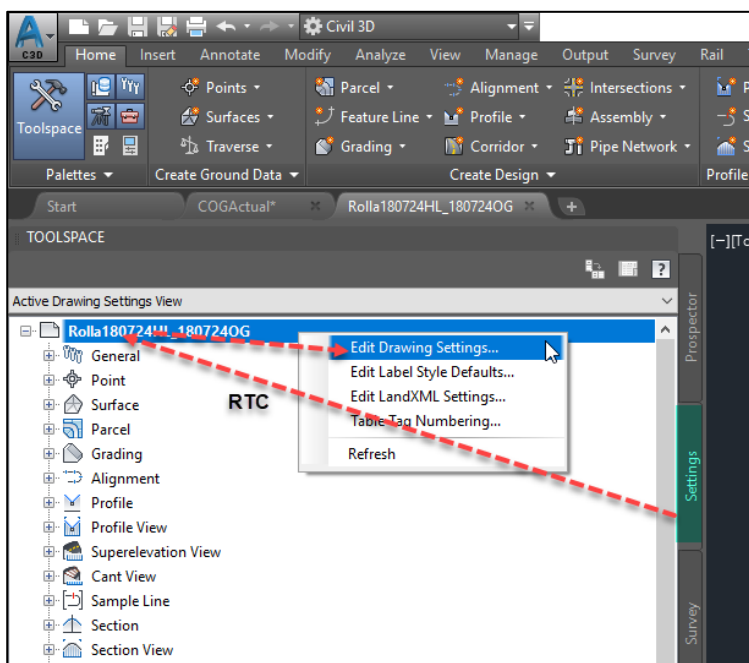 C3D
Civil 3D
Home Insert Annotate Modify Analyze View Manage Output Survey Rail
Toolspace
Points
Surfaces
Traverse
Parcel
Feature Line
Grading
Alignment
Profile
Corridor
Intersections
Assembly
Pipe Network
P
S
S
Palettes Create Ground Data Create Design Profile
Start COGActual* Rolla180724HL_180724OG
TOOLSPACE
[−][To
Active Drawing Settings View
Rolla180724HL_180724OG
General
Point
Surface
Parcel
Grading
Alignment
Profile
Profile View
Superelevation View
Cant View
Sample Line
Section
Section View
RTC
Edit Drawing Settings...
Edit Label Style Defaults...
Edit LandXML Settings...
Table Tag Numbering...
Refresh
Prospector
Settings
Survey